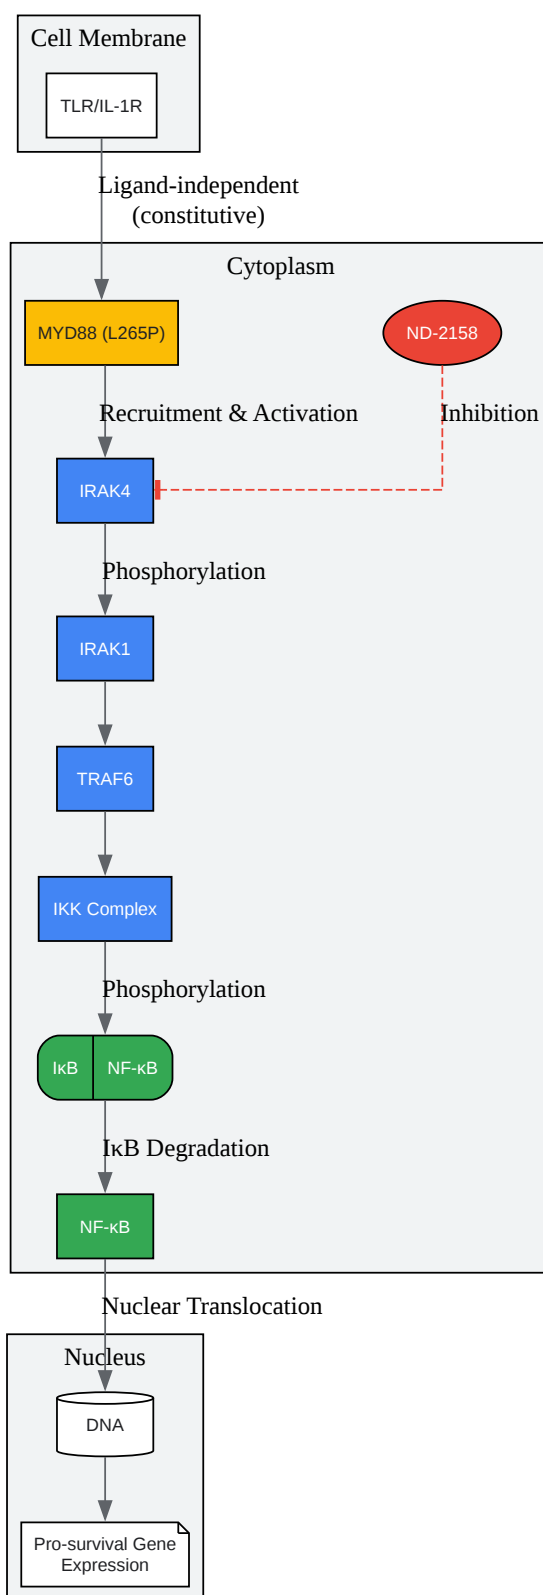 Cell Membrane
TLR/IL-1R
Ligand-independent
(constitutive)
Cytoplasm
MYD88 (L265P)
ND-2158
Recruitment & Activation
Inhibition
IRAK4
Phosphorylation
IRAK1
TRAF6
IKK Complex
Phosphorylation
IκB
NF-κB
IκB Degradation
NF-κB
Nuclear Translocation
Nucleus
DNA
Pro-survival Gene
Expression